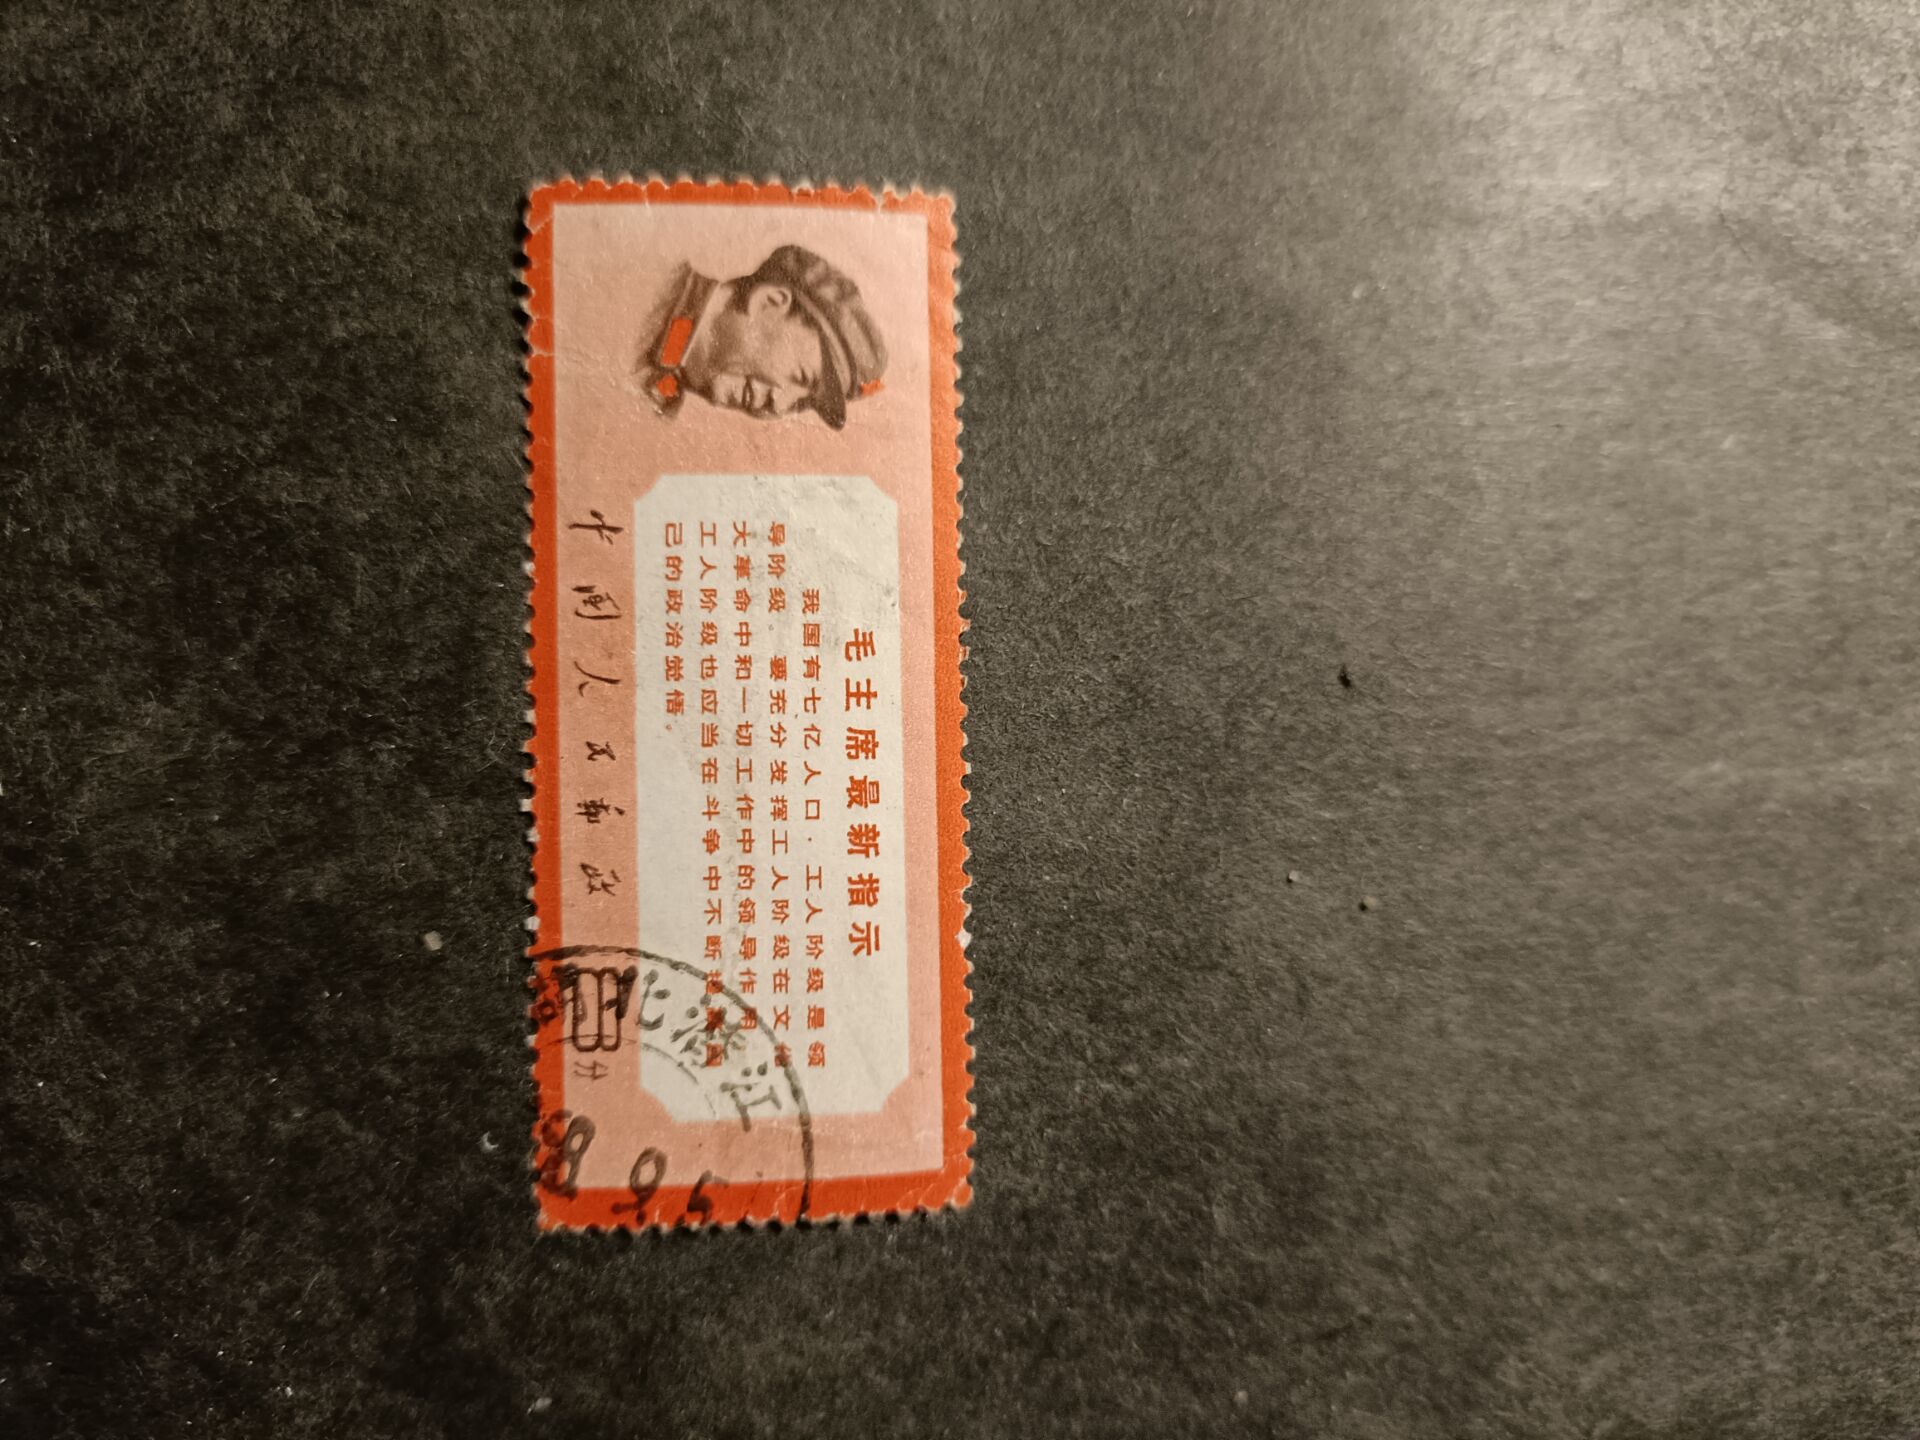 毛主席最新指示
我国有七亿人口，工人阶级是领
导阶级。要充分发挥工人阶级在文化
大革命中和一切工作中的领导作用。
工人阶级也应当在斗争中不断提高自
己的政治觉悟。
中国人民邮政
8分
黑龙江